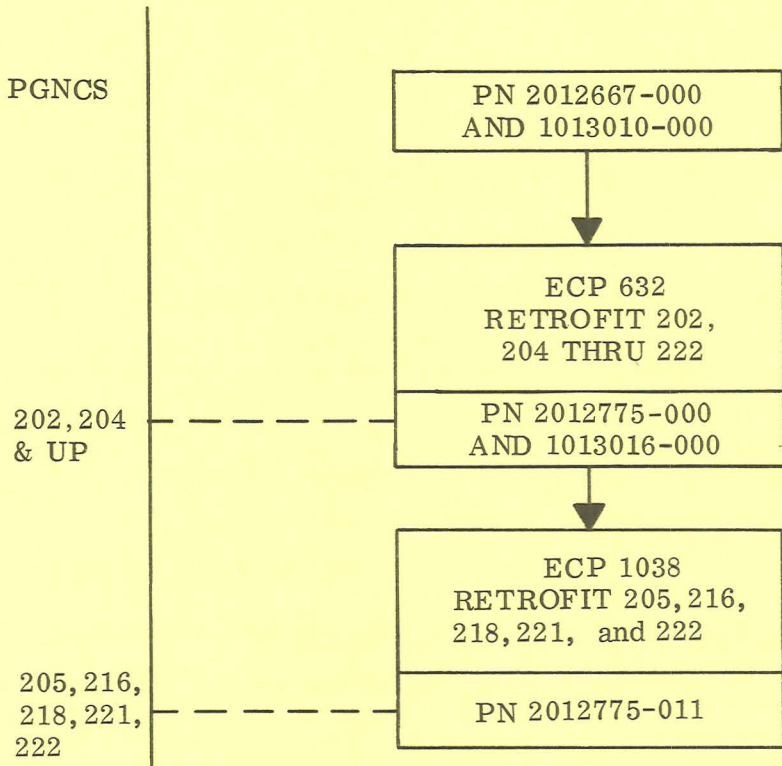 PGNCS
PN 2012667-000
AND 1013010-000
ECP 632
RETROFIT 202,
204 THRU 222
202,204
& UP
PN 2012775-000
AND 1013016-000
ECP 1038
RETROFIT 205,216,
218,221, and 222
205,216,
218,221,
222
PN 2012775-011